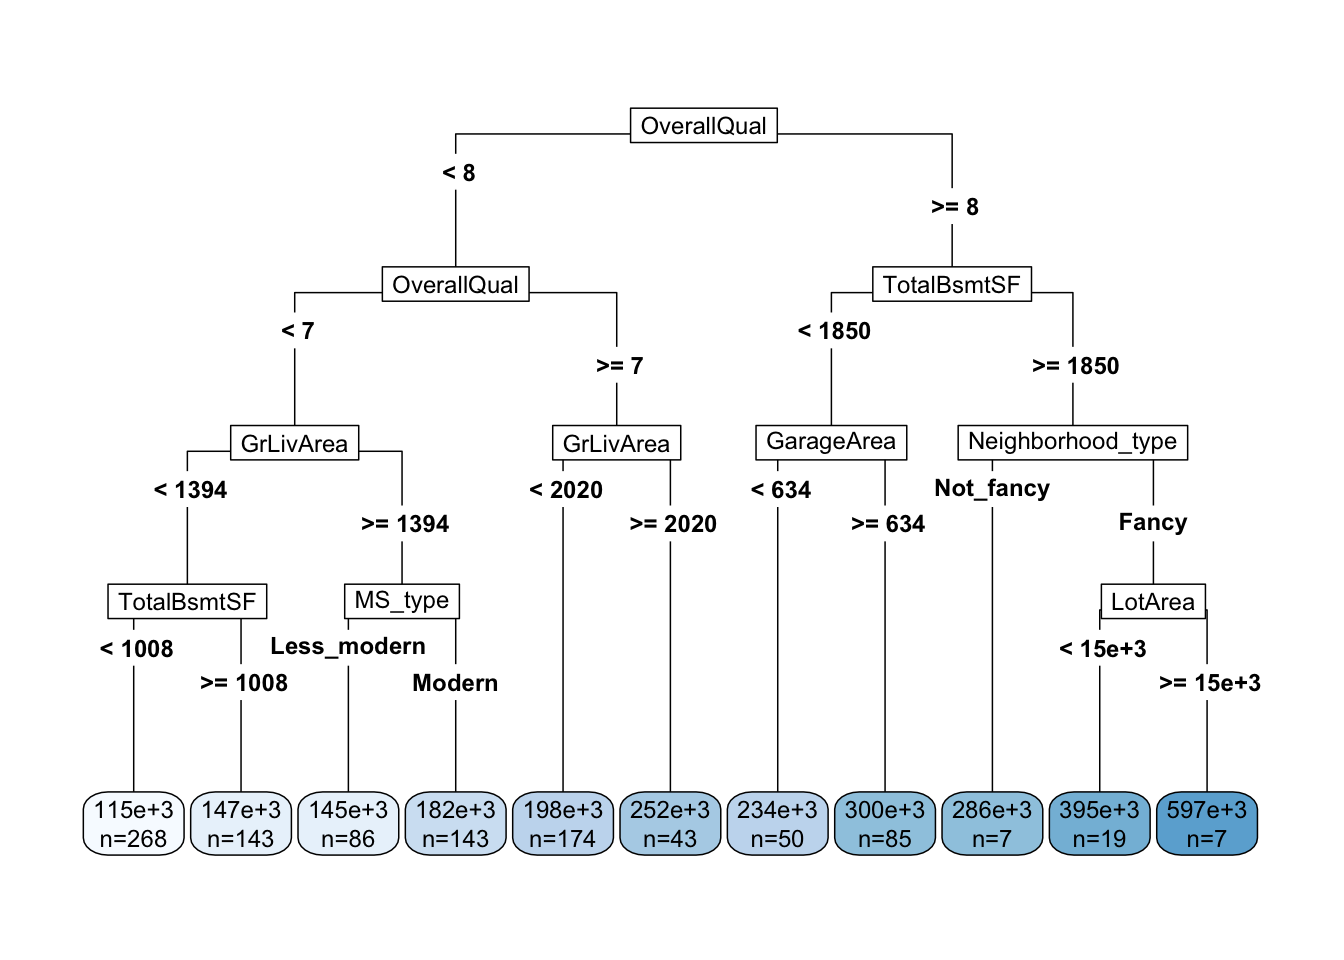 OverallQual
< 8
>= 8
OverallQual
TotalBsmtSF
< 7
>= 7
< 1850
>= 1850
GrLivArea
GrLivArea
GarageArea
Neighborhood_type
< 1394
>= 1394
< 2020
>= 2020
< 634
>= 634
Not_fancy
Fancy
TotalBsmtSF
MS_type
LotArea
< 1008
>= 1008
Less_modern
Modern
< 15e+3
>= 15e+3
115e+3
n=268
147e+3
n=143
145e+3
n=86
182e+3
n=143
198e+3
n=174
252e+3
n=43
234e+3
n=50
300e+3
n=85
286e+3
n=7
395e+3
n=19
597e+3
n=7